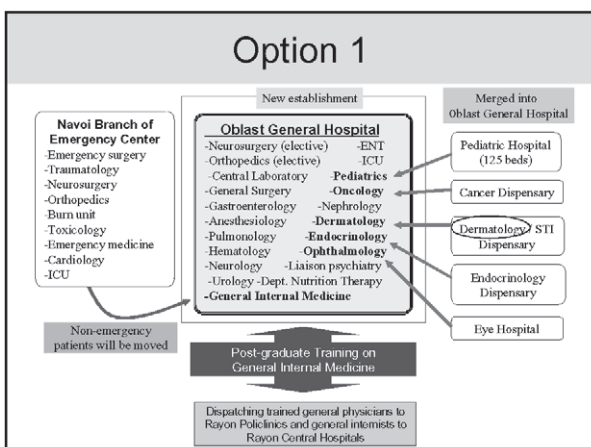 Option 1
New establishment
Merged into
Oblast General Hospital
Navoi Branch of
Emergency Center
-Emergency surgery
-Traumatology
-Neurosurgery
-Orthopedics
-Burn unit
-Toxicology
-Emergency medicine
-Cardiology
-ICU
Oblast General Hospital
-Neurosurgery (elective) -ENT
-Orthopedics (elective) -ICU
-Central Laboratory -Pediatrics
-General Surgery -Oncology
-Gastroenterology -Nephrology
-Anesthesiology -Dermatology
-Pulmonology -Endocrinology
-Hematology -Ophthalmology
-Neurology -Liaison psychiatry
-Urology -Dept. Nutrition Therapy
-General Internal Medicine
Pediatric Hospital
(125 beds)
Cancer Dispensary
Dermatology / STI
Dispensary
Endocrinology
Dispensary
Eye Hospital
Non-emergency
patients will be moved
Post-graduate Training on
General Internal Medicine
Dispatching trained general physicians to
Rayon Policlinics and general internists to
Rayon Central Hospitals